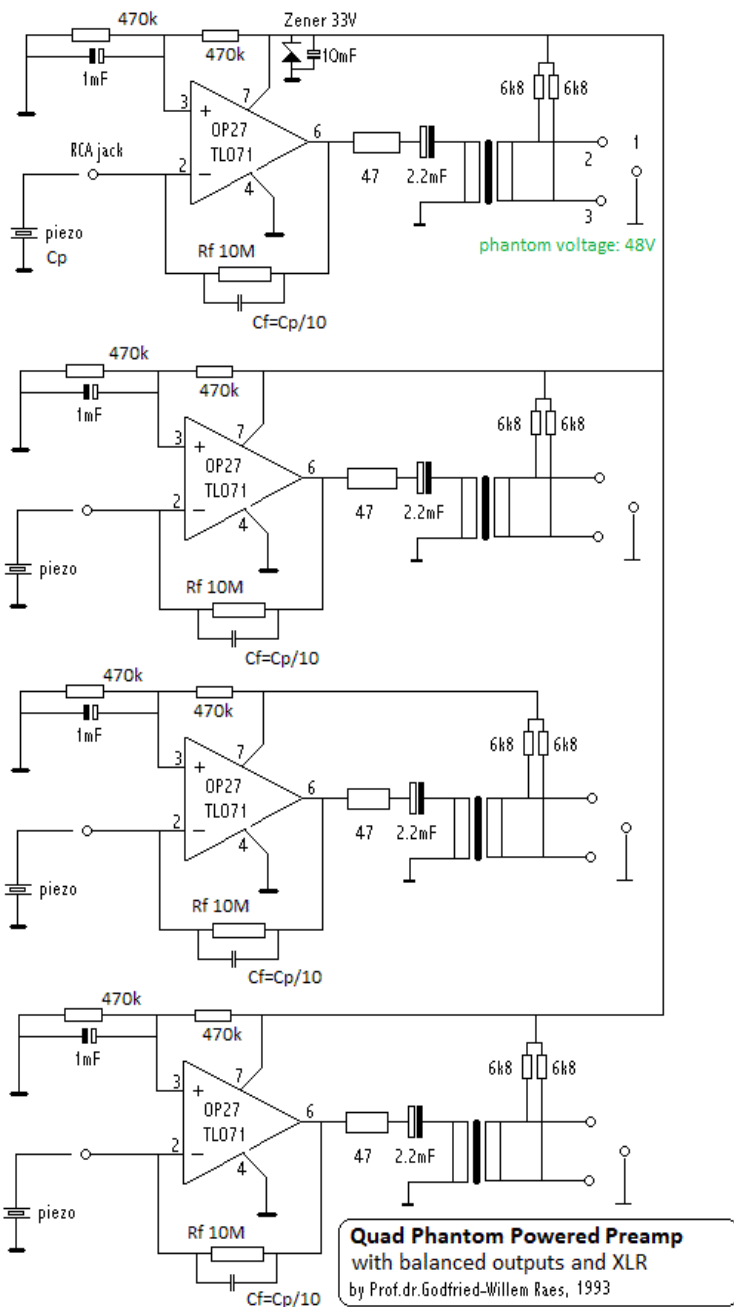 470k
Zener 33V
470k
10mF
1mF
6k8 6k8
3 + 7
OP27
TL071
6
RCA jack
2 -
4
47
2.2mF
2
1
3
piezo
Cp
Rf 10M
phantom voltage: 48V
Cf=Cp/10
470k
470k
1mF
6k8 6k8
3 + 7
OP27
TL071
6
2 -
4
47
2.2mF
piezo
Rf 10M
Cf=Cp/10
470k
470k
1mF
6k8 6k8
3 + 7
OP27
TL071
6
2 -
4
47
2.2mF
piezo
Rf 10M
Cf=Cp/10
470k
470k
1mF
6k8 6k8
3 + 7
OP27
TL071
6
2 -
4
47
2.2mF
piezo
Rf 10M
Cf=Cp/10
Quad Phantom Powered Preamp
with balanced outputs and XLR
by Prof.dr.Godfried-Willem Raes, 1993